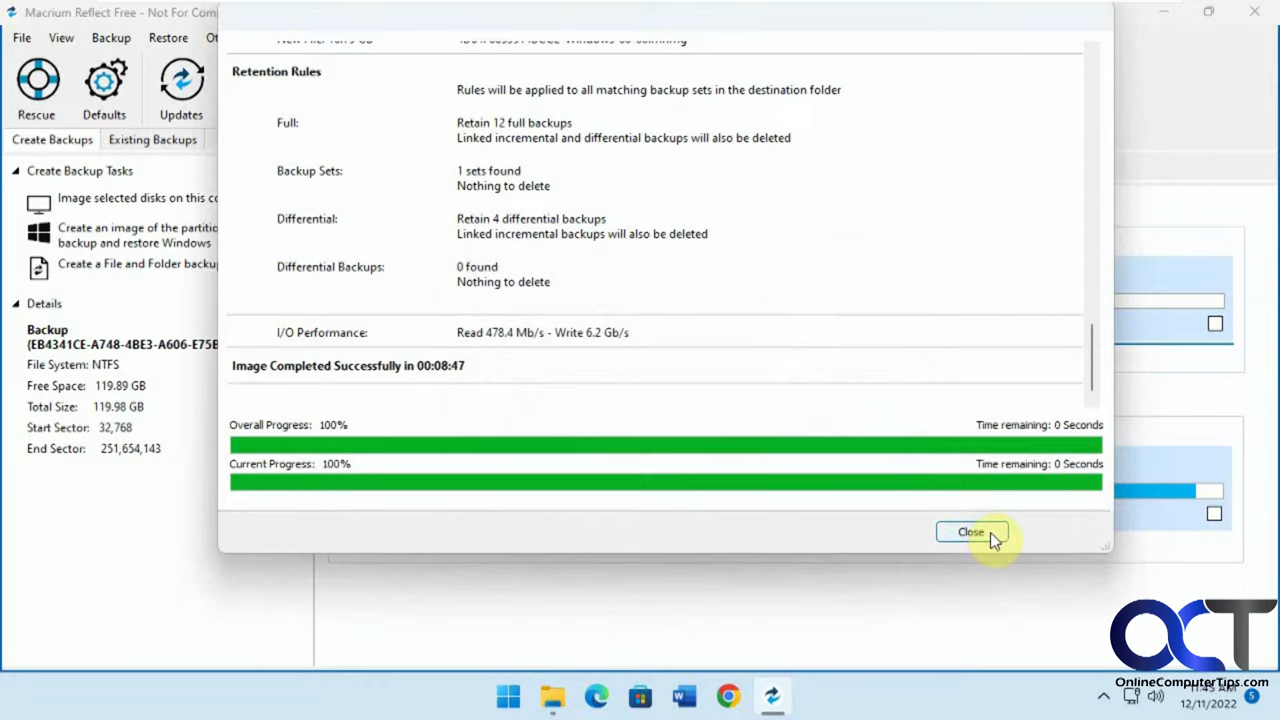 Macrium Reflect Free - Not For Com
File View Backup Restore Ot
Rescue Defaults Updates
Create Backups Existing Backups
Create Backup Tasks
Image selected disks on this co
Create an image of the partitio
backup and restore Windows
Create a File and Folder backup
Details
Backup
{EB4341CE-A748-4BE3-A606-E75B
File System: NTFS
Free Space: 119.89 GB
Total Size: 119.98 GB
Start Sector: 32,768
End Sector: 251,654,143
Retention Rules
Rules will be applied to all matching backup sets in the destination folder
Full: Retain 12 full backups
Linked incremental and differential backups will also be deleted
Backup Sets: 1 sets found
Nothing to delete
Differential: Retain 4 differential backups
Linked incremental backups will also be deleted
Differential Backups: 0 found
Nothing to delete
I/O Performance: Read 478.4 Mb/s - Write 6.2 Gb/s
Image Completed Successfully in 00:08:47
Overall Progress: 100% Time remaining: 0 Seconds
Current Progress: 100% Time remaining: 0 Seconds
Close
OCT
OnlineComputerTips.com
12/11/2022
5